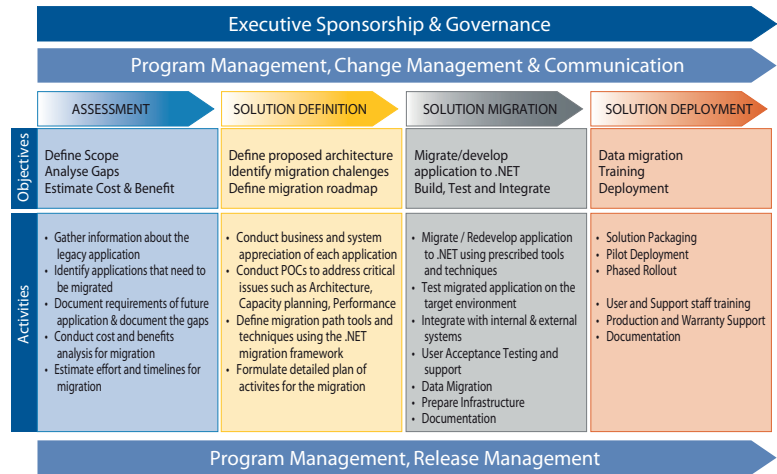 Executive Sponsorship & Governance
Program Management, Change Management & Communication
ASSESSMENT
SOLUTION DEFINITION
SOLUTION MIGRATION
SOLUTION DEPLOYMENT
Objectives
Define Scope
Analyse Gaps
Estimate Cost & Benefit
Define proposed architecture
Identify migration chalenges
Define migration roadmap
Migrate/develop
application to .NET
Build, Test and Integrate
Data migration
Training
Deployment
Activities
• Gather information about the
legacy application
• Identify applications that need to
be migrated
• Document requirements of future
application & document the gaps
• Conduct cost and benefits
analysis for migration
• Estimate effort and timelines for
migration
• Conduct business and system
appreciation of each application
• Conduct POCs to address critical
issues such as Architecture,
Capacity planning, Performance
• Define migration path tools and
techniques using the .NET
migration framework
• Formulate detailed plan of
activites for the migration
• Migrate / Redevelop application
to .NET using prescribed tools
and techniques
• Test migrated application on the
target environment
• Integrate with internal & external
systems
• User Acceptance Testing and
support
• Data Migration
• Prepare Infrastructure
• Documentation
• Solution Packaging
• Pilot Deployment
• Phased Rollout
• User and Support staff training
• Production and Warranty Support
• Documentation
Program Management, Release Management